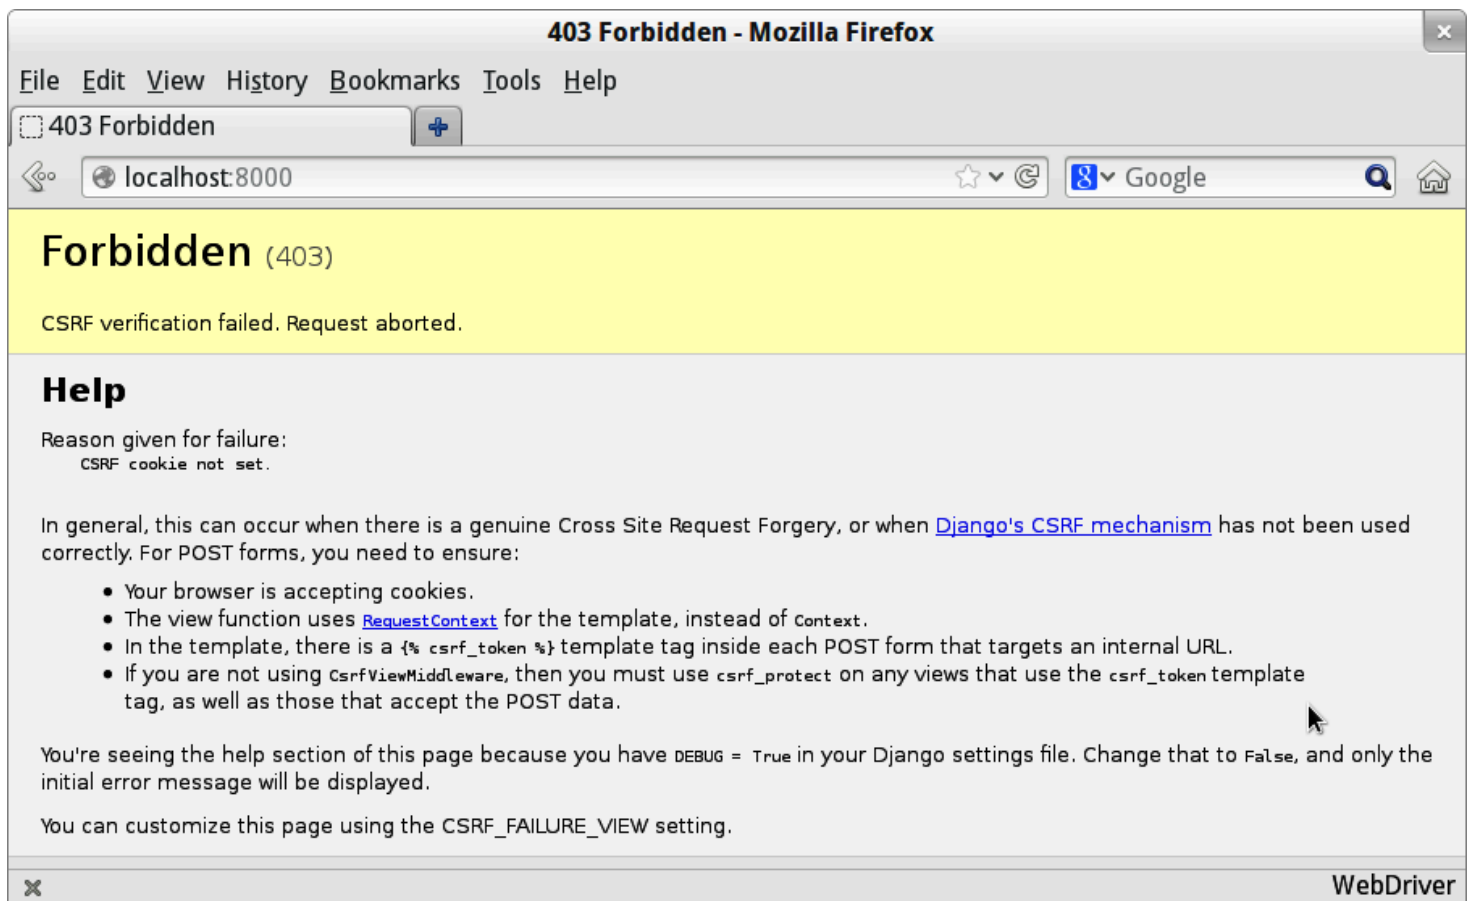 403 Forbidden - Mozilla Firefox
File Edit View History Bookmarks Tools Help
403 Forbidden
localhost:8000
Google
Forbidden (403)
CSRF verification failed. Request aborted.
Help
Reason given for failure:
CSRF cookie not set.
In general, this can occur when there is a genuine Cross Site Request Forgery, or when Django's CSRF mechanism has not been used
correctly. For POST forms, you need to ensure:
• Your browser is accepting cookies.
• The view function uses RequestContext for the template, instead of Context.
• In the template, there is a {% csrf_token %} template tag inside each POST form that targets an internal URL.
• If you are not using CsrfViewMiddleware, then you must use csrf_protect on any views that use the csrf_token template
tag, as well as those that accept the POST data.
You're seeing the help section of this page because you have DEBUG = True in your Django settings file. Change that to False, and only the
initial error message will be displayed.
You can customize this page using the CSRF_FAILURE_VIEW setting.
WebDriver